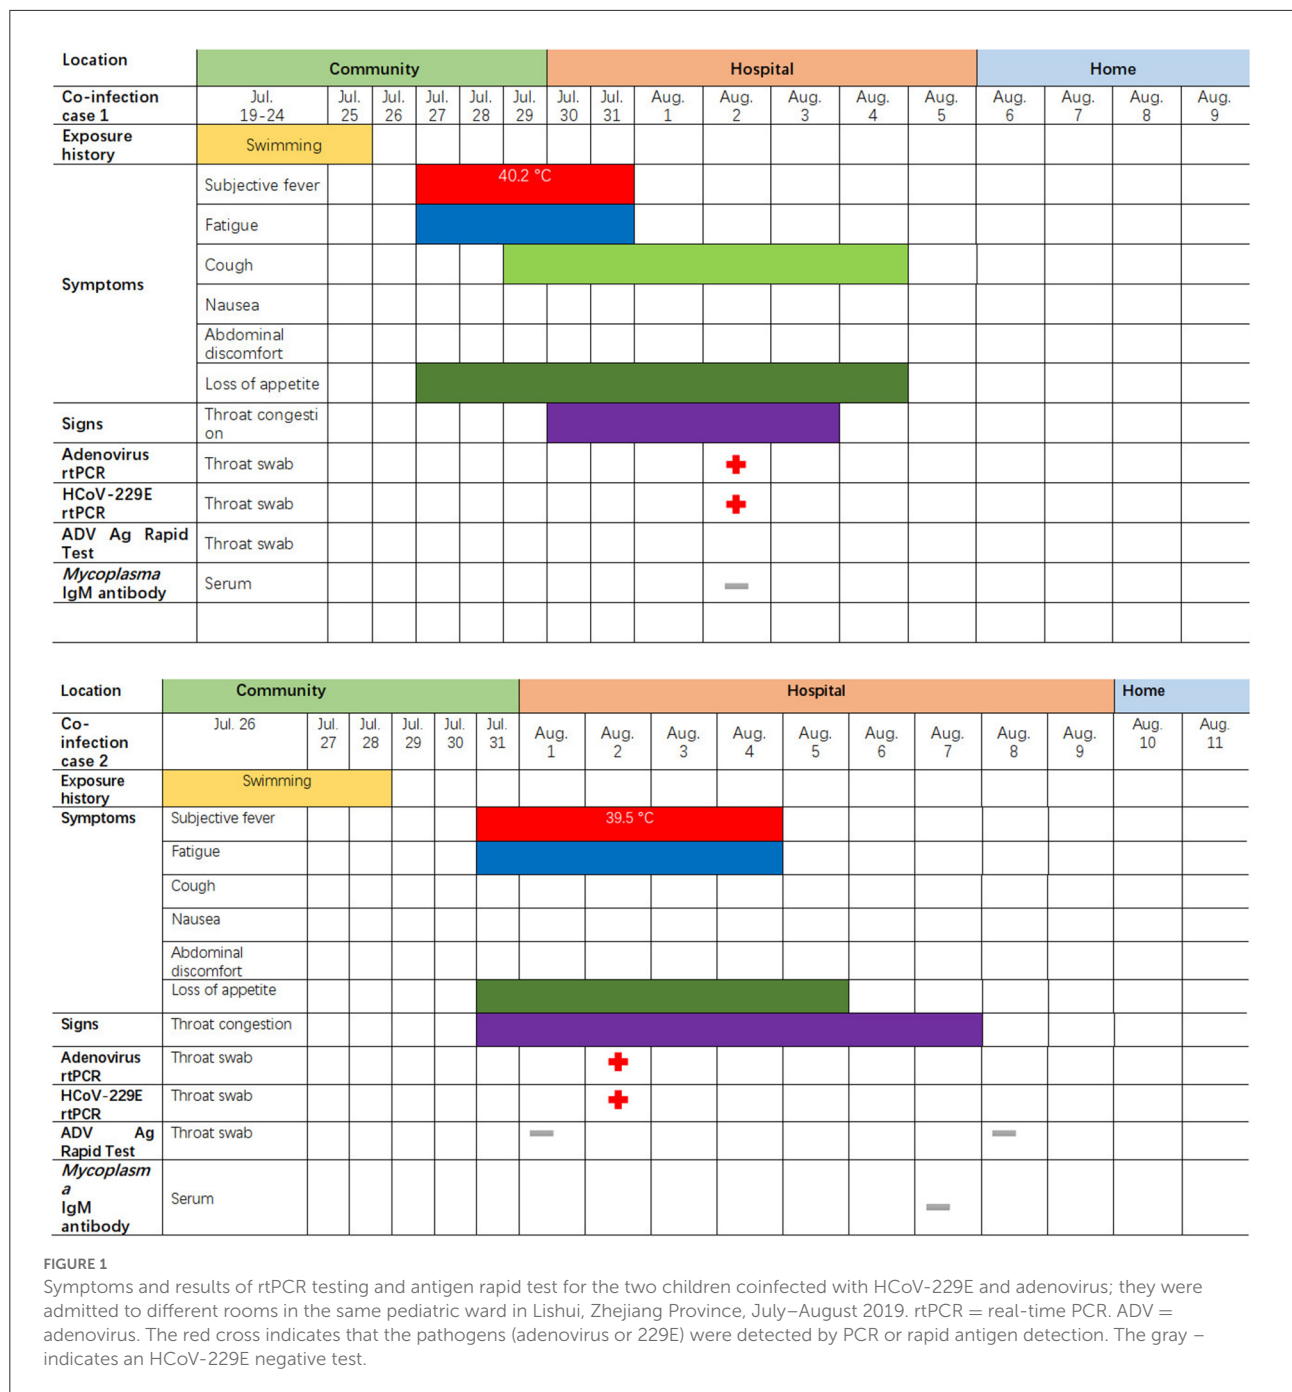 Location Community Hospital Home
Co-infection case 1 Jul. 19-24 Jul. 25 Jul. 26 Jul. 27 Jul. 28 Jul. 29 Jul. 30 Jul. 31 Aug. 1 Aug. 2 Aug. 3 Aug. 4 Aug. 5 Aug. 6 Aug. 7 Aug. 8 Aug. 9
Exposure history Swimming
Symptoms
Subjective fever 40.2 °C
Fatigue
Cough
Nausea
Abdominal discomfort
Loss of appetite
Signs Throat congesti on
Adenovirus rtPCR Throat swab
HCoV-229E rtPCR Throat swab
ADV Ag Rapid Test Throat swab
Mycoplasma IgM antibody Serum
Location Community Hospital Home
Co-infection case 2 Jul. 26 Jul. 27 Jul. 28 Jul. 29 Jul. 30 Jul. 31 Aug. 1 Aug. 2 Aug. 3 Aug. 4 Aug. 5 Aug. 6 Aug. 7 Aug. 8 Aug. 9 Aug. 10 Aug. 11
Exposure history Swimming
Symptoms Subjective fever 39.5 °C
Fatigue
Cough
Nausea
Abdominal discomfort
Loss of appetite
Signs Throat congestion
Adenovirus rtPCR Throat swab
HCoV-229E rtPCR Throat swab
ADV Ag Rapid Test Throat swab
Mycoplasm a IgM antibody Serum
FIGURE 1
Symptoms and results of rtPCR testing and antigen rapid test for the two children coinfected with HCoV-229E and adenovirus; they were
admitted to different rooms in the same pediatric ward in Lishui, Zhejiang Province, July–August 2019. rtPCR = real-time PCR. ADV =
adenovirus. The red cross indicates that the pathogens (adenovirus or 229E) were detected by PCR or rapid antigen detection. The gray –
indicates an HCoV-229E negative test.